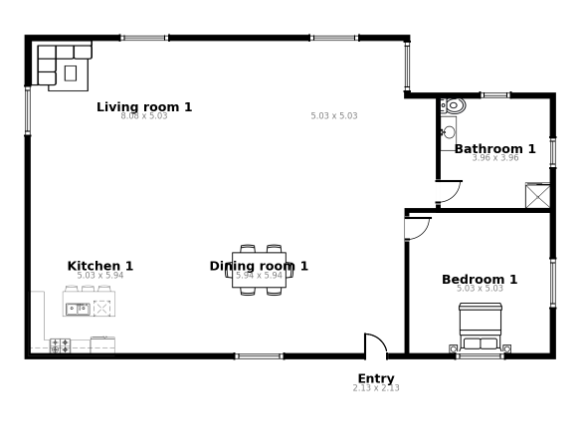 Living room 1
8.08 x 5.03
5.03 x 5.03
Bathroom 1
3.96 x 3.96
Kitchen 1
5.03 x 5.94
Dining room 1
5.94 x 5.94
Bedroom 1
5.03 x 5.03
Entry
2.13 x 2.13